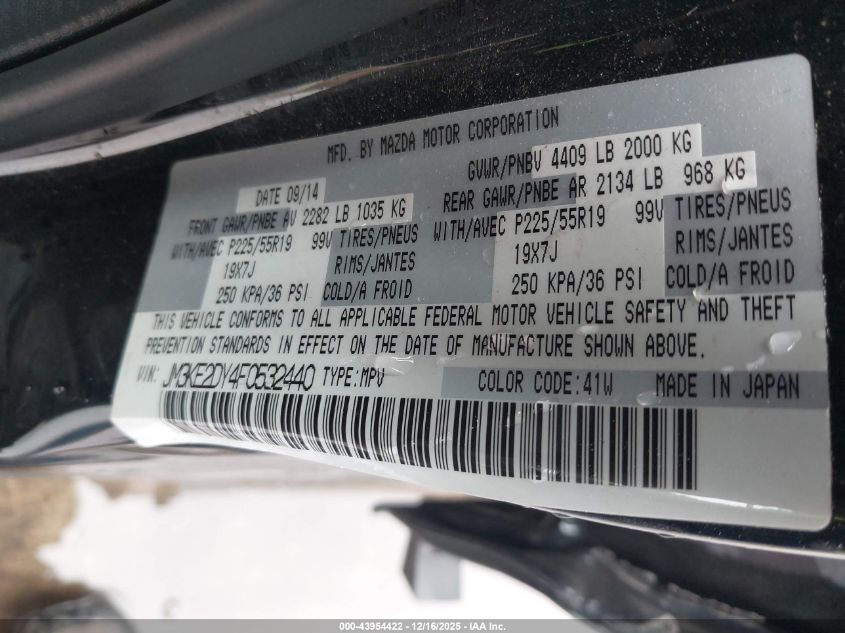 MFD. BY MAZDA MOTOR CORPORATION
DATE 09/14 GVWR/PNBV 4409 LB 2000 KG
FRONT GAWR/PNBE AV 2282 LB 1035 KG REAR GAWR/PNBE AR 2134 LB 968 KG
WITH/AVEC P225/55R19 99V TIRES/PNEUS WITH/AVEC P225/55R19 99V TIRES/PNEUS
19X7J RIMS/JANTES 19X7J RIMS/JANTES
250 KPA/36 PSI COLD/A FROID 250 KPA/36 PSI COLD/A FROID
THIS VEHICLE CONFORMS TO ALL APPLICABLE FEDERAL MOTOR VEHICLE SAFETY AND THEFT
PREVENTION STANDARDS IN EFFECT ON THE DATE OF MANUFACTURE SHOWN ABOVE.
VIN: JM3KE2DY4F0532440 TYPE:MPV COLOR CODE:41W MADE IN JAPAN
000-43954422 - 12/16/2025 - IAA Inc.